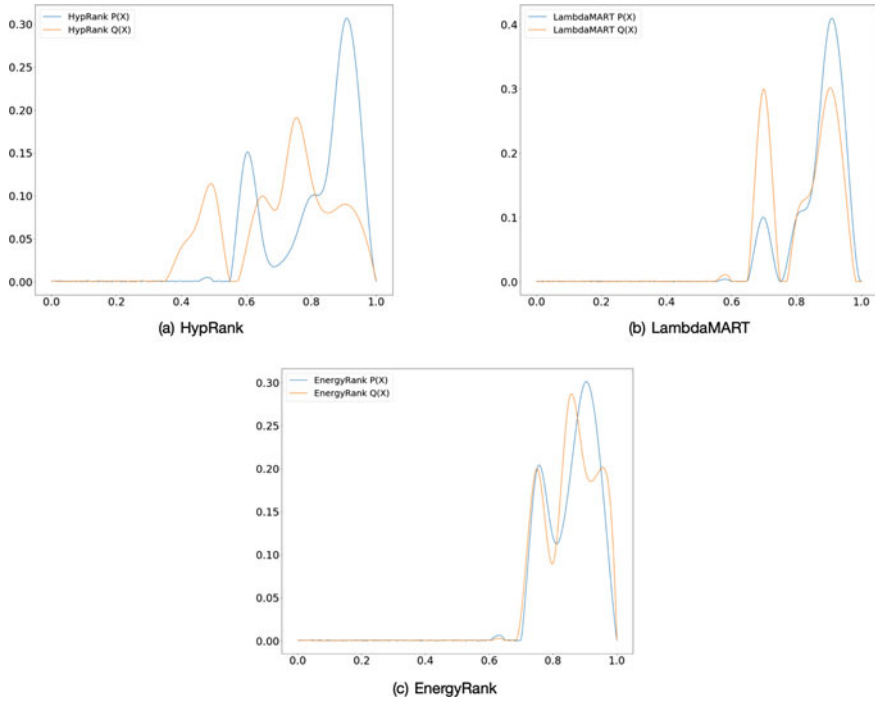 HypRank P(X)
HypRank Q(X)
0.30
0.25
0.20
0.15
0.10
0.05
0.00
0.0 0.2 0.4 0.6 0.8 1.0
(a) HypRank
LambdaMART P(X)
LambdaMART Q(X)
0.4
0.3
0.2
0.1
0.0
0.0 0.2 0.4 0.6 0.8 1.0
(b) LambdaMART
EnergyRank P(X)
EnergyRank Q(X)
0.30
0.25
0.20
0.15
0.10
0.05
0.00
0.0 0.2 0.4 0.6 0.8 1.0
(c) EnergyRank